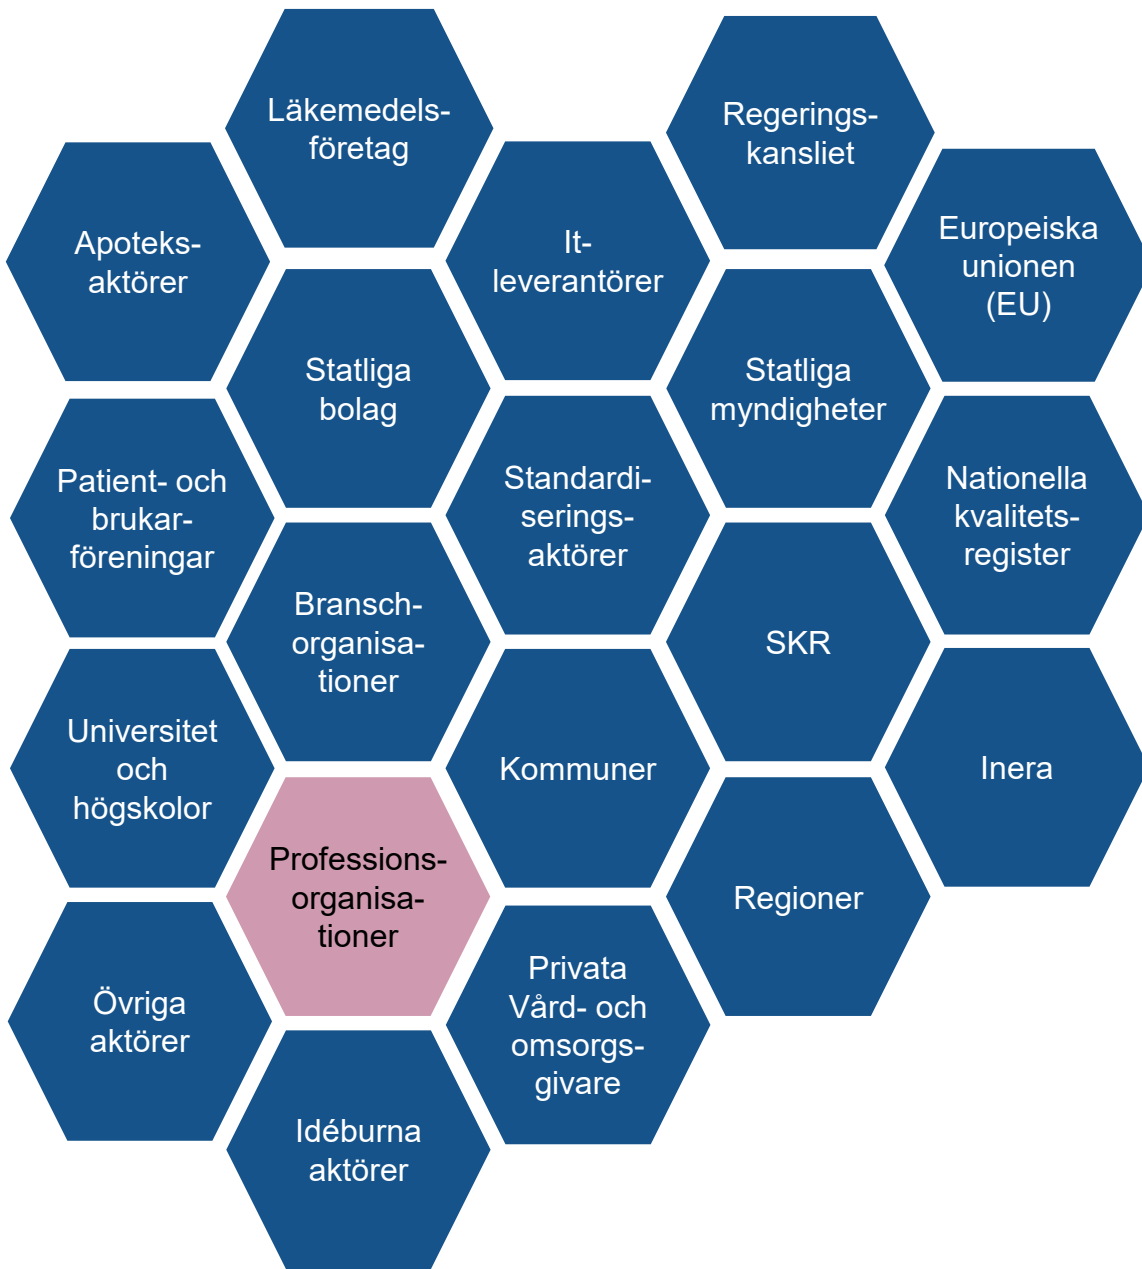 Läkemedels-
företag
Regerings-
kansliet
Apoteks-
aktörer
It-
leverantörer
Europeiska
unionen
(EU)
Statliga
bolag
Statliga
myndigheter
Patient- och
brukar-
föreningar
Standardi-
serings-
aktörer
Nationella
kvalitets-
register
Bransch-
organisa-
tioner
SKR
Universitet
och
högskolor
Kommuner
Inera
Professions-
organisa-
tioner
Regioner
Övriga
aktörer
Privata
Vård- och
omsorgs-
givare
Idéburna
aktörer